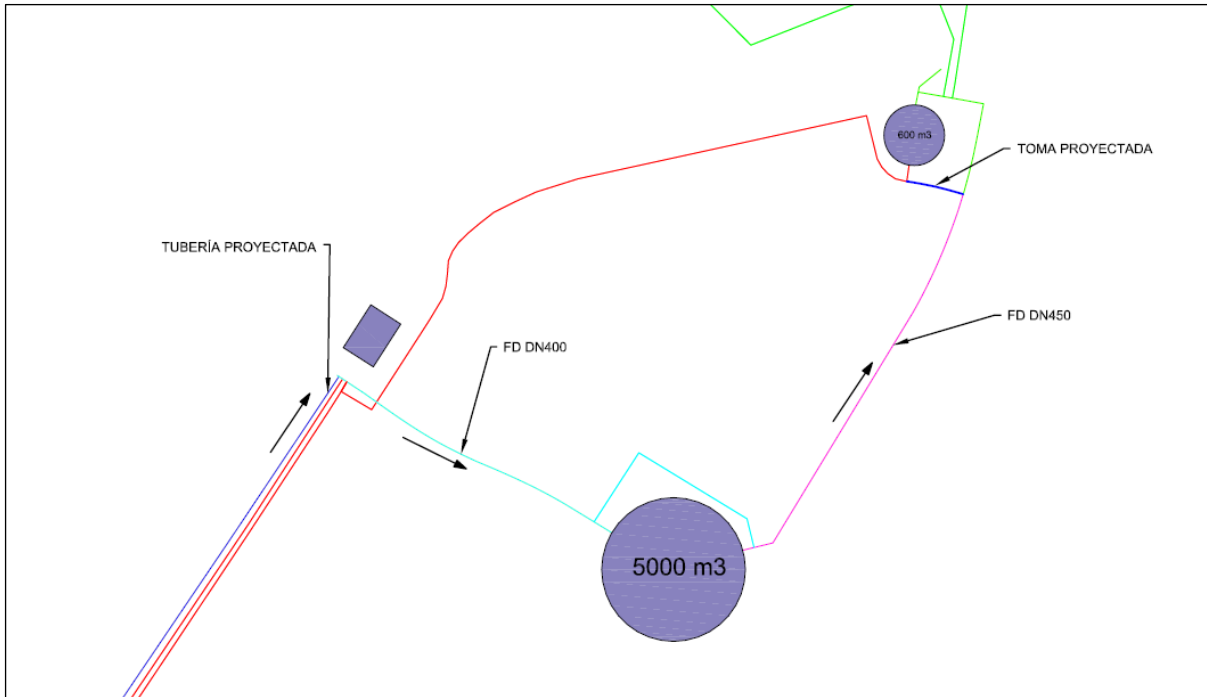 600 m3
TOMA PROYECTADA
TUBERÍA PROYECTADA
FD DN450
FD DN400
5000 m3